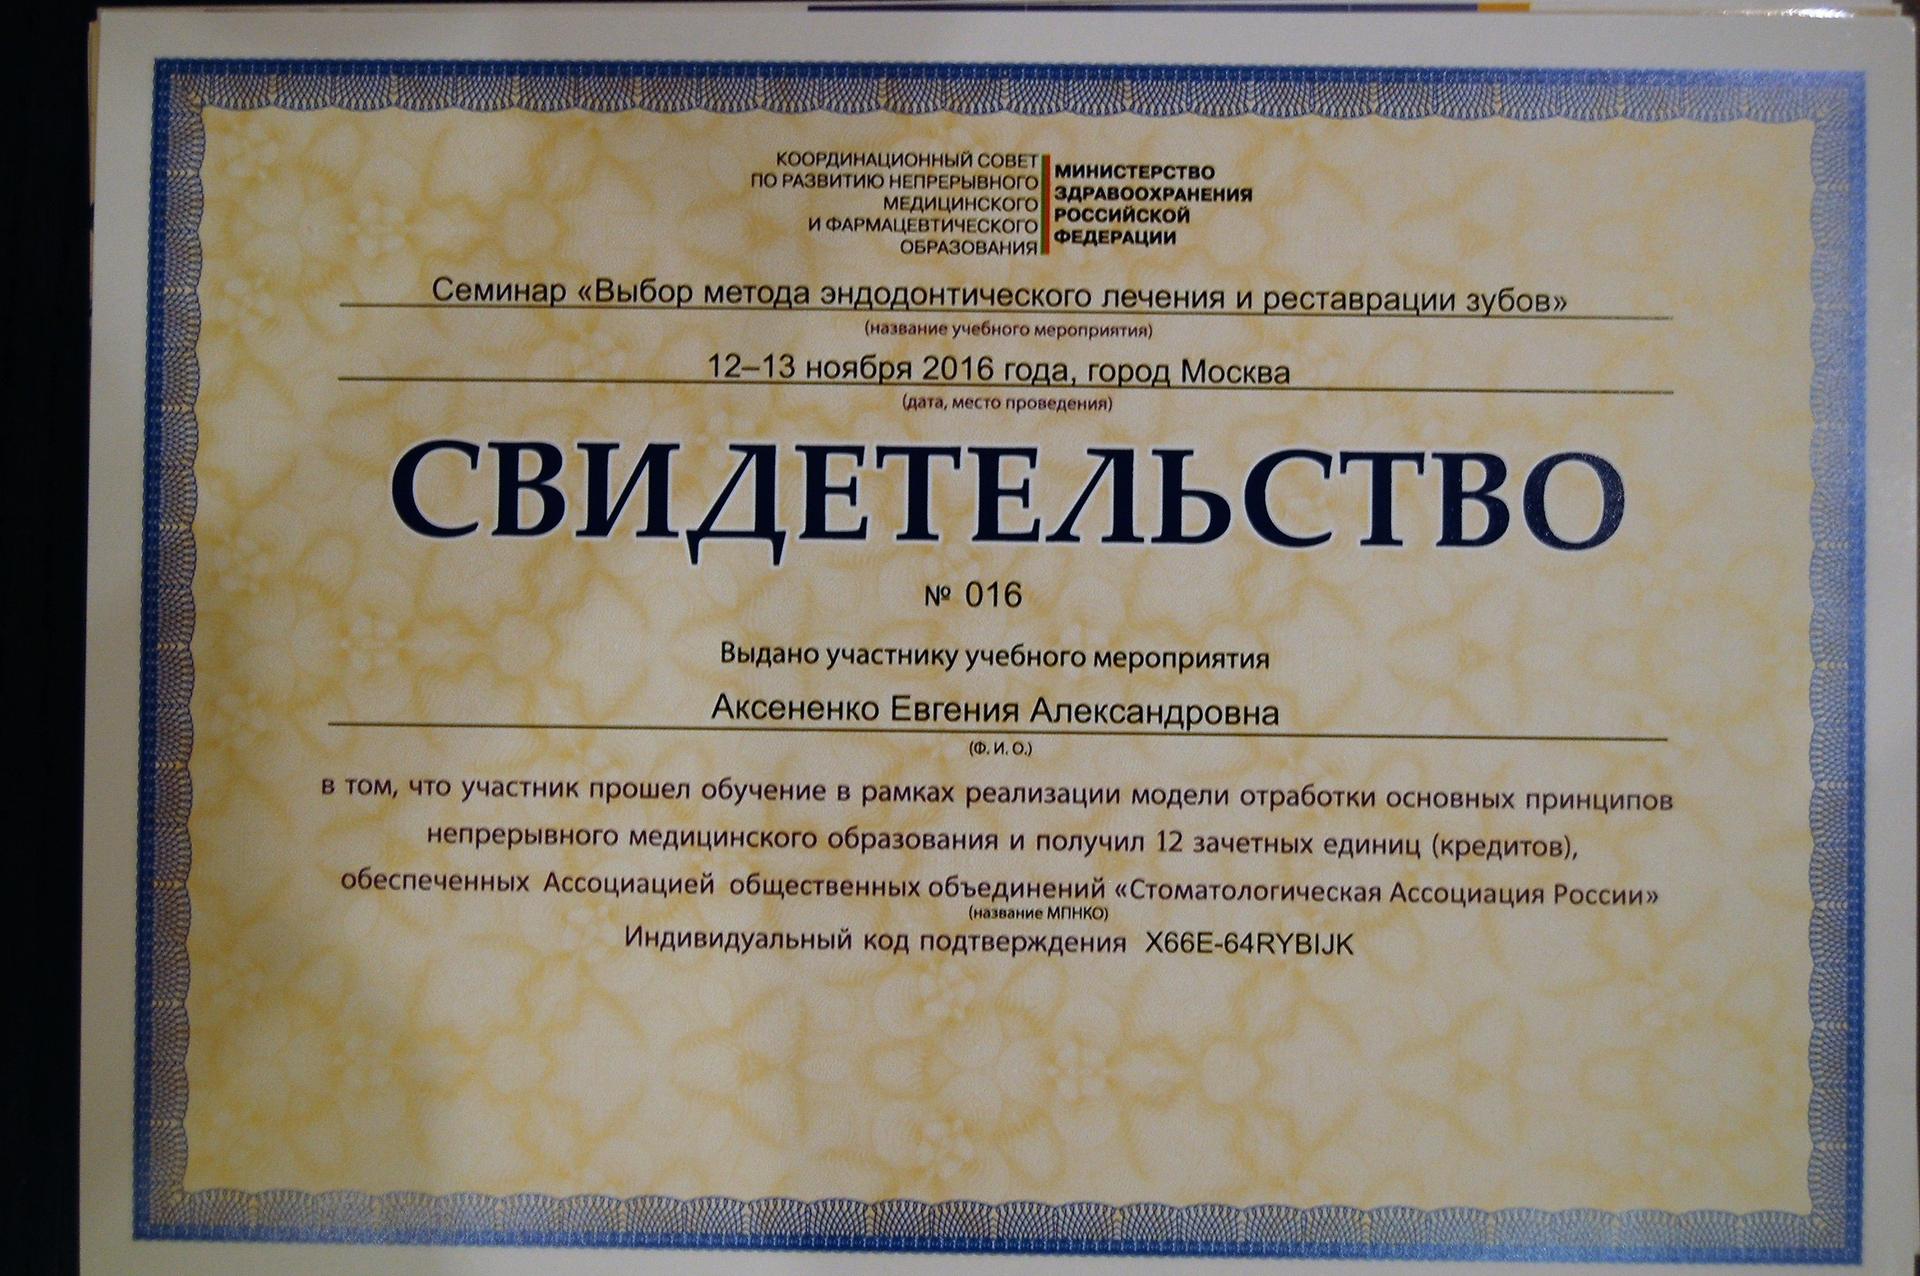 КООРДИНАЦИОННЫЙ СОВЕТ
ПО РАЗВИТИЮ НЕПРЕРЫВНОГО
МЕДИЦИНСКОГО
И ФАРМАЦЕВТИЧЕСКОГО
ОБРАЗОВАНИЯ
МИНИСТЕРСТВО
ЗДРАВООХРАНЕНИЯ
РОССИЙСКОЙ
ФЕДЕРАЦИИ
Семинар «Выбор метода эндодонтического лечения и реставрации зубов»
(название учебного мероприятия)
12–13 ноября 2016 года, город Москва
(дата, место проведения)
СВИДЕТЕЛЬСТВО
№ 016
Выдано участнику учебного мероприятия
Аксененко Евгения Александровна
(Ф. И. О.)
в том, что участник прошел обучение в рамках реализации модели отработки основных принципов
непрерывного медицинского образования и получил 12 зачетных единиц (кредитов),
обеспеченных Ассоциацией общественных объединений «Стоматологическая Ассоциация России»
(название МПНКО)
Индивидуальный код подтверждения X66E-64RYBIJK